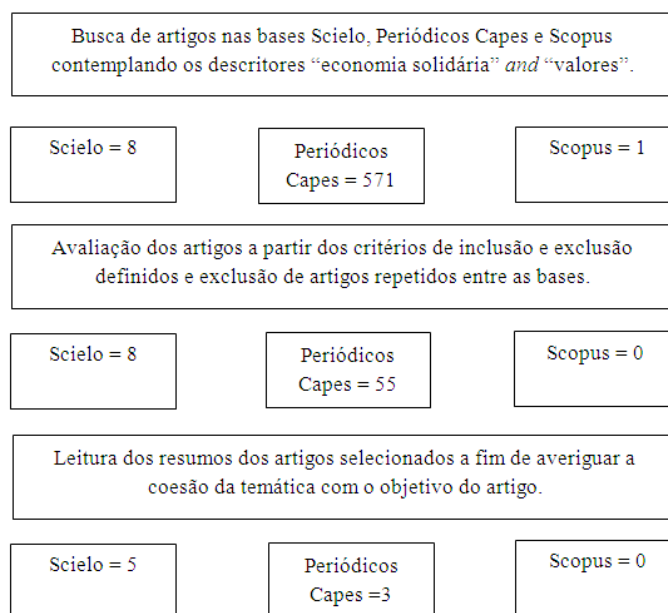 Busca de artigos nas bases Scielo, Periódicos Capes e Scopus
contemplando os descritores “economia solidária” and “valores”.
Scielo = 8
Periódicos
Capes = 571
Scopus = 1
Avaliação dos artigos a partir dos critérios de inclusão e exclusão
definidos e exclusão de artigos repetidos entre as bases.
Scielo = 8
Periódicos
Capes = 55
Scopus = 0
Leitura dos resumos dos artigos selecionados a fim de averiguar a
coesão da temática com o objetivo do artigo.
Scielo = 5
Periódicos
Capes =3
Scopus = 0